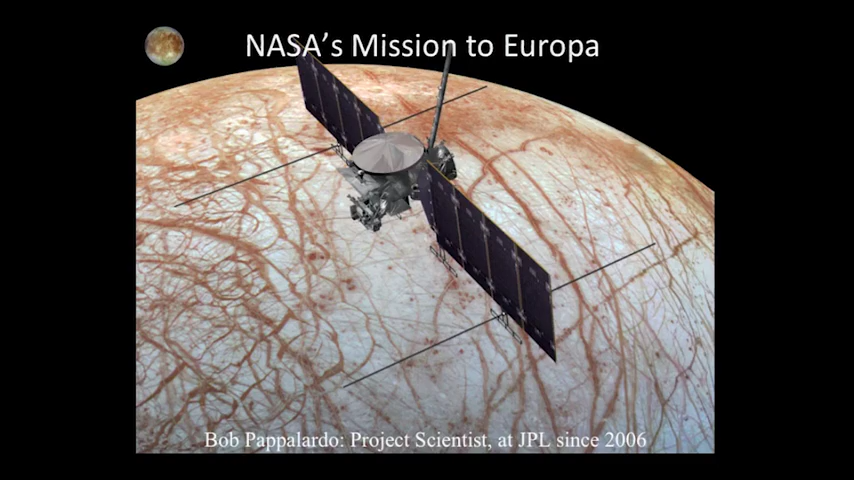 NASA’s Mission to Europa
Bob Pappalardo: Project Scientist, at JPL since 2006